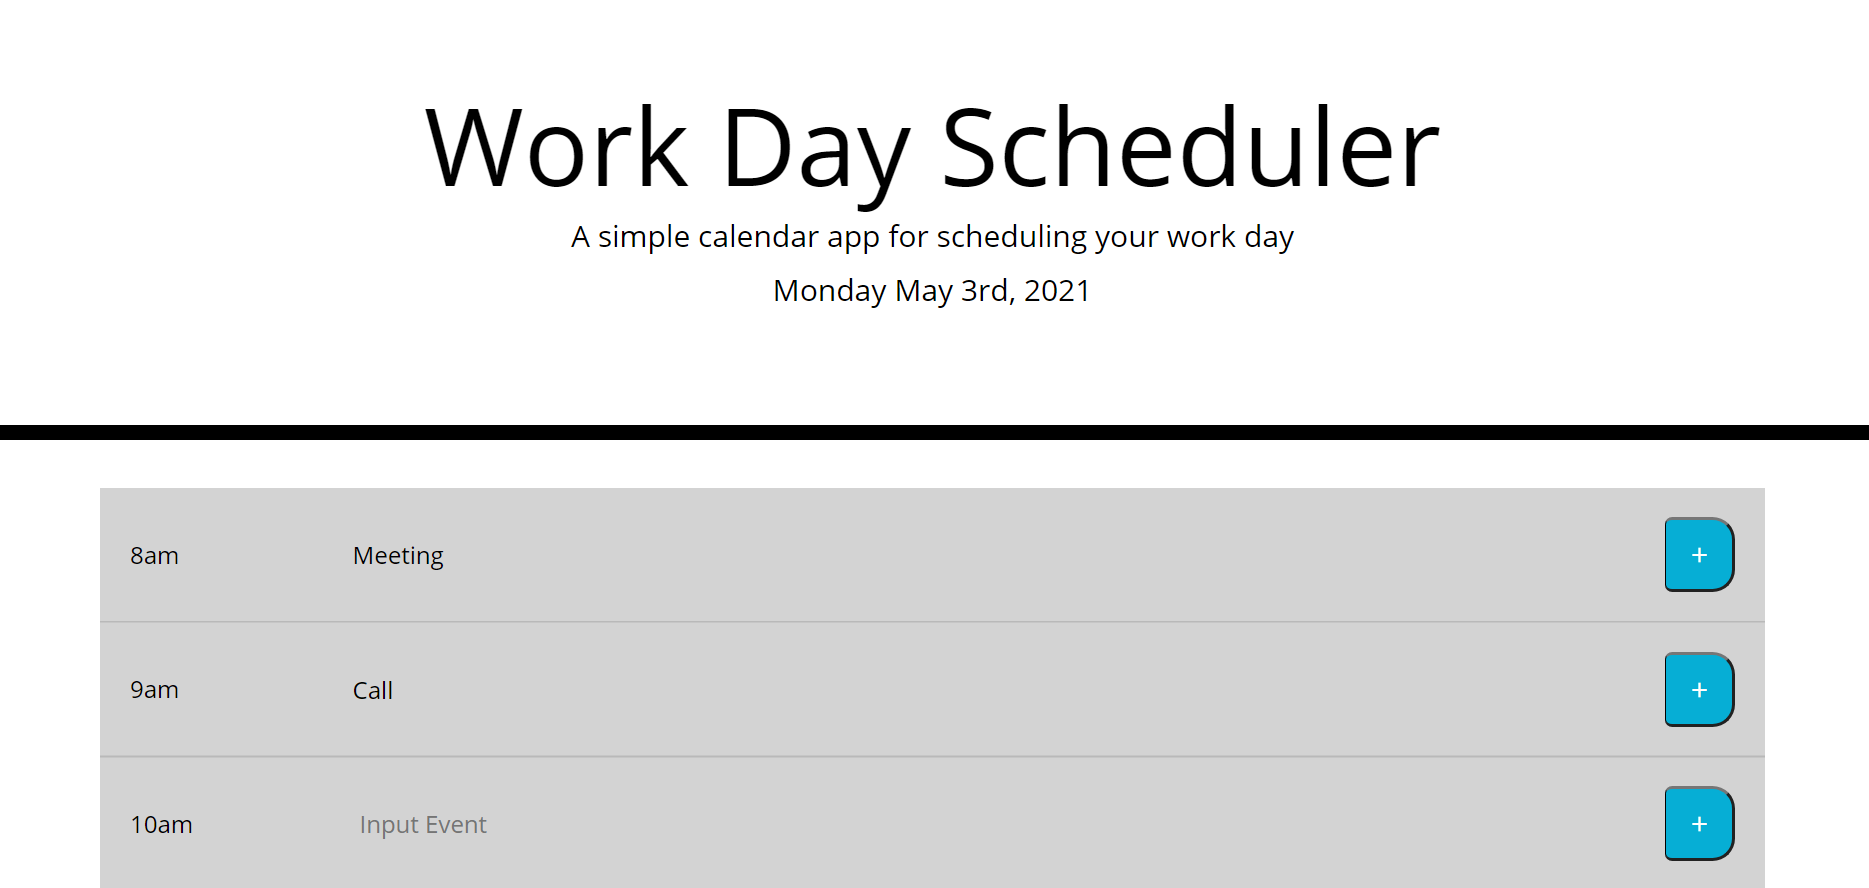 Work Day Scheduler
A simple calendar app for scheduling your work day
Monday May 3rd, 2021
8am Meeting +
9am Call +
10am Input Event +